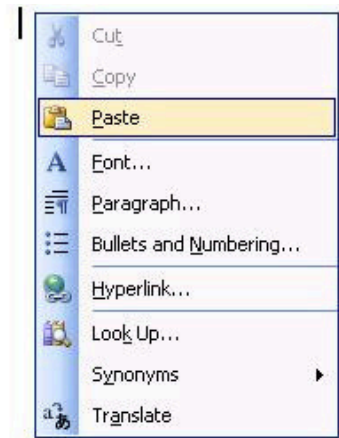 Cut
Copy
Paste
Font...
Paragraph...
Bullets and Numbering...
Hyperlink...
Look Up...
Synonyms
Translate